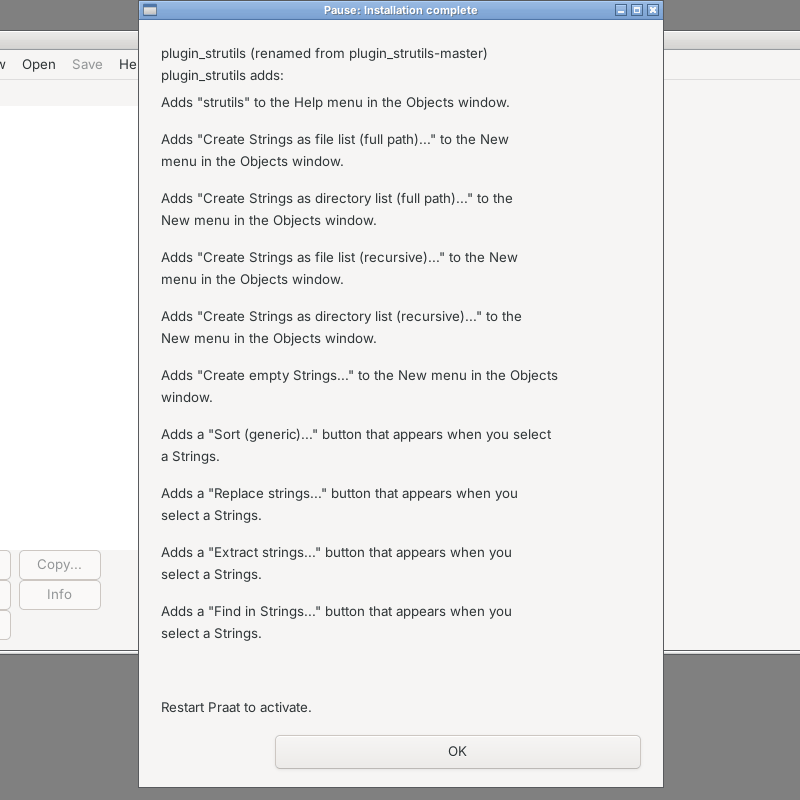 Pause: Installation complete
w Open Save He
plugin_strutils (renamed from plugin_strutils-master)
plugin_strutils adds:
Adds "strutils" to the Help menu in the Objects window.
Adds "Create Strings as file list (full path)..." to the New
menu in the Objects window.
Adds "Create Strings as directory list (full path)..." to the
New menu in the Objects window.
Adds "Create Strings as file list (recursive)..." to the New
menu in the Objects window.
Adds "Create Strings as directory list (recursive)..." to the
New menu in the Objects window.
Adds "Create empty Strings..." to the New menu in the Objects
window.
Adds a "Sort (generic)..." button that appears when you select
a Strings.
Adds a "Replace strings..." button that appears when you
select a Strings.
Adds a "Extract strings..." button that appears when you
select a Strings.
Adds a "Find in Strings..." button that appears when you
select a Strings.
Copy...
Info
Restart Praat to activate.
OK